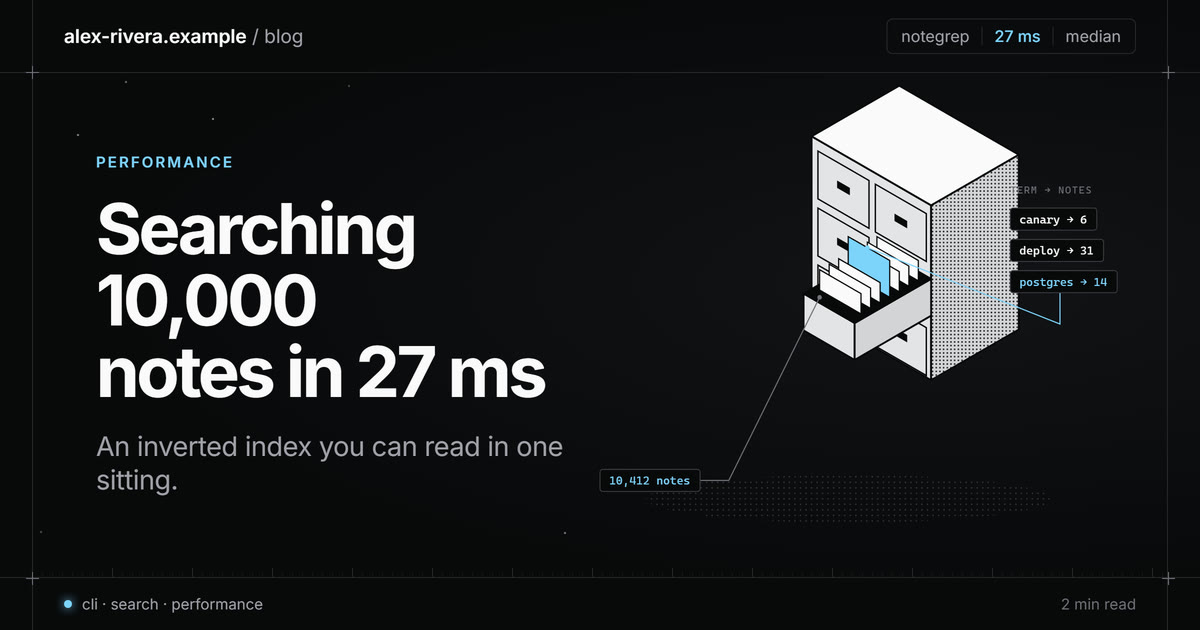 alex-rivera.example / blog
notegrep 27 ms median
PERFORMANCE
Searching
10,000
notes in 27 ms
An inverted index you can read in one
sitting.
ERM → NOTES
canary → 6
deploy → 31
postgres → 14
10,412 notes
cli · search · performance
2 min read